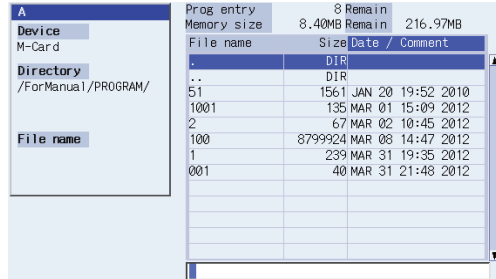 A
Device
M-Card
Directory
/ForManual/PROGRAM/
File name
Prog entry 8 Remain
Memory size 8.40MB Remain 216.97MB
File name Size Date / Comment
. DIR
.. DIR
51 1561 JAN 20 19:52 2010
1001 135 MAR 01 15:09 2012
2 67 MAR 02 10:45 2012
100 8799924 MAR 08 14:47 2012
1 239 MAR 31 19:35 2012
001 40 MAR 31 21:48 2012